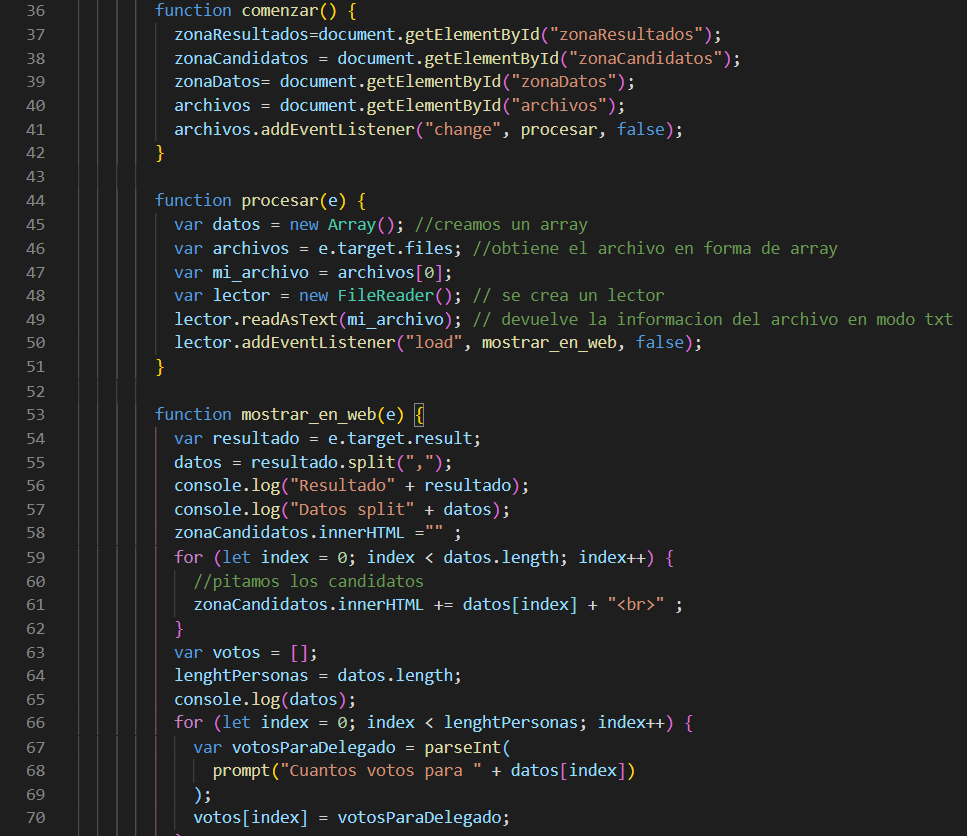 36 function comenzar() {
37 zonaResultados=document.getElementById("zonaResultados");
38 zonaCandidatos = document.getElementById("zonaCandidatos");
39 zonaDatos= document.getElementById("zonaDatos");
40 archivos = document.getElementById("archivos");
41 archivos.addEventListener("change", procesar, false);
42 }
43
44 function procesar(e) {
45 var datos = new Array(); //creamos un array
46 var archivos = e.target.files; //obtiene el archivo en forma de array
47 var mi_archivo = archivos[0];
48 var lector = new FileReader(); // se crea un lector
49 lector.readAsText(mi_archivo); // devuelve la informacion del archivo en modo txt
50 lector.addEventListener("load", mostrar_en_web, false);
51 }
52
53 function mostrar_en_web(e) {
54 var resultado = e.target.result;
55 datos = resultado.split(",");
56 console.log("Resultado" + resultado);
57 console.log("Datos split" + datos);
58 zonaCandidatos.innerHTML ="" ;
59 for (let index = 0; index < datos.length; index++) {
60 //pitamos los candidatos
61 zonaCandidatos.innerHTML += datos[index] + "<br>" ;
62 }
63 var votos = [];
64 lenghtPersonas = datos.length;
65 console.log(datos);
66 for (let index = 0; index < lenghtPersonas; index++) {
67 var votosParaDelegado = parseInt(
68 prompt("Cuantos votos para " + datos[index])
69 );
70 votos[index] = votosParaDelegado;